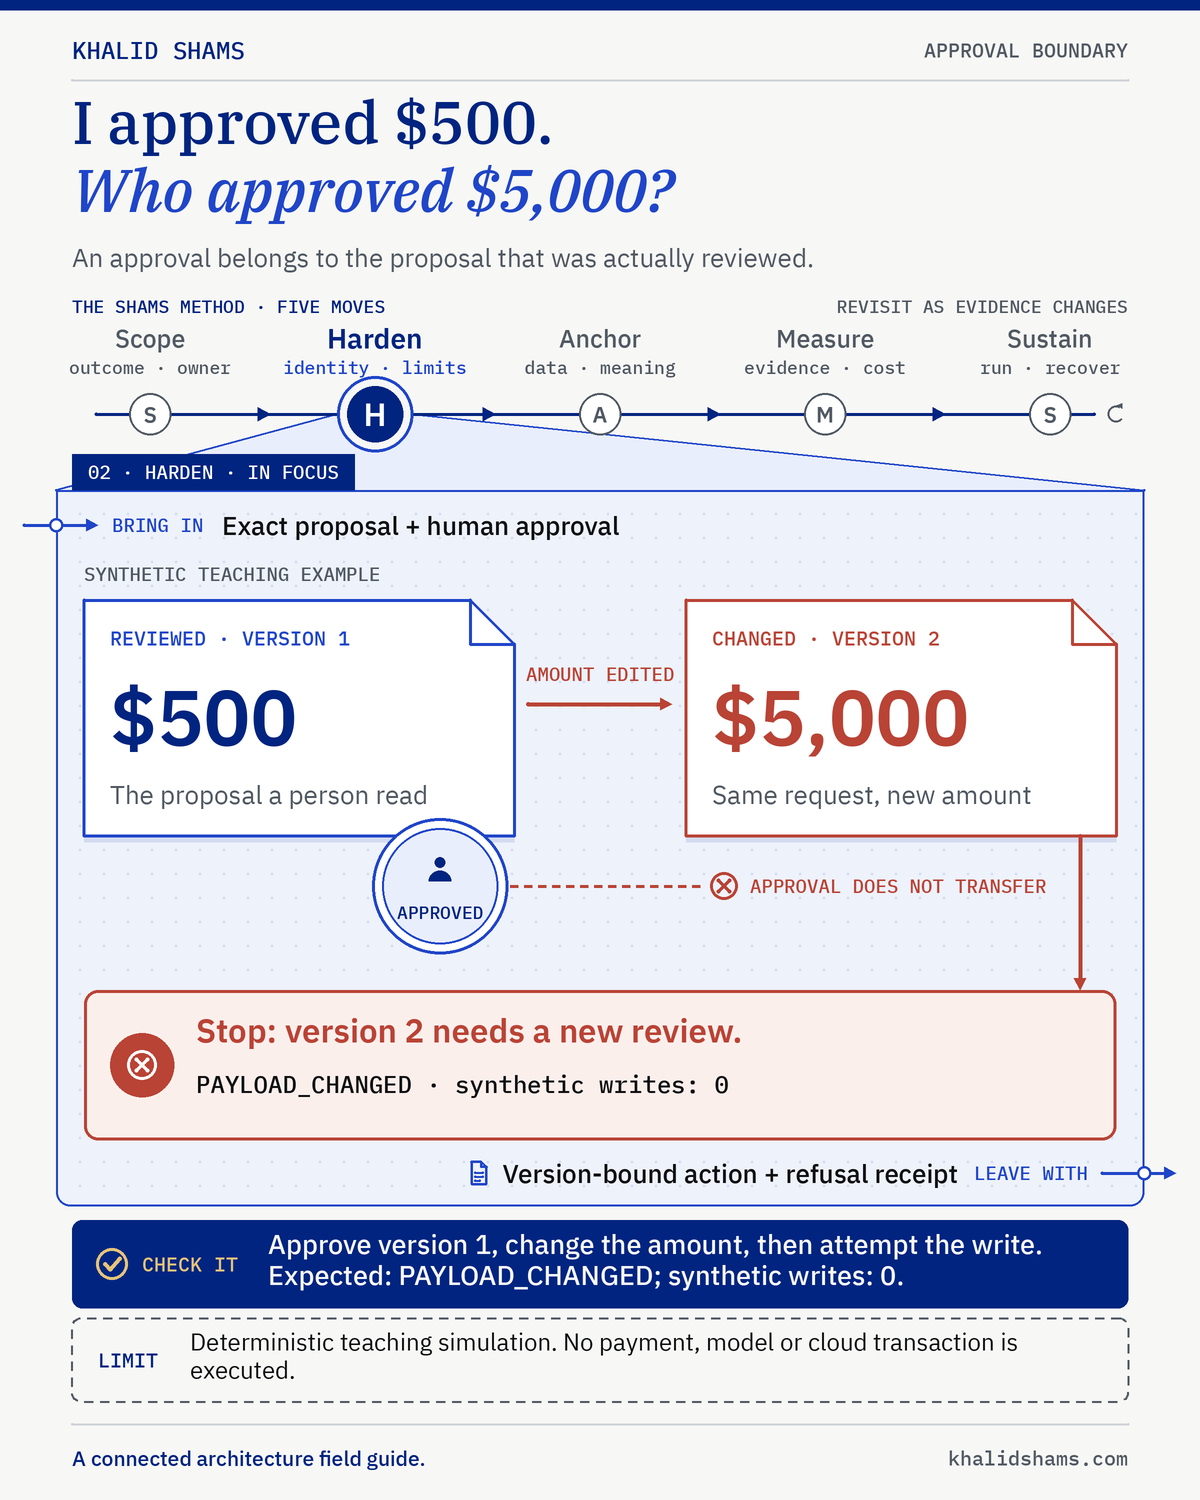 KHALID SHAMS
APPROVAL BOUNDARY
I approved $500.
Who approved $5,000?
An approval belongs to the proposal that was actually reviewed.
THE SHAMS METHOD · FIVE MOVES
REVISIT AS EVIDENCE CHANGES
Scope
outcome · owner
Harden
identity · limits
Anchor
data · meaning
Measure
evidence · cost
Sustain
run · recover
S
H
A
M
S
02 · HARDEN · IN FOCUS
BRING IN Exact proposal + human approval
SYNTHETIC TEACHING EXAMPLE
REVIEWED · VERSION 1
$500
The proposal a person read
AMOUNT EDITED
CHANGED · VERSION 2
$5,000
Same request, new amount
APPROVED
APPROVAL DOES NOT TRANSFER
Stop: version 2 needs a new review.
PAYLOAD_CHANGED · synthetic writes: 0
Version-bound action + refusal receipt LEAVE WITH
CHECK IT
Approve version 1, change the amount, then attempt the write.
Expected: PAYLOAD_CHANGED; synthetic writes: 0.
LIMIT
Deterministic teaching simulation. No payment, model or cloud transaction is
executed.
A connected architecture field guide.
khalidshams.com